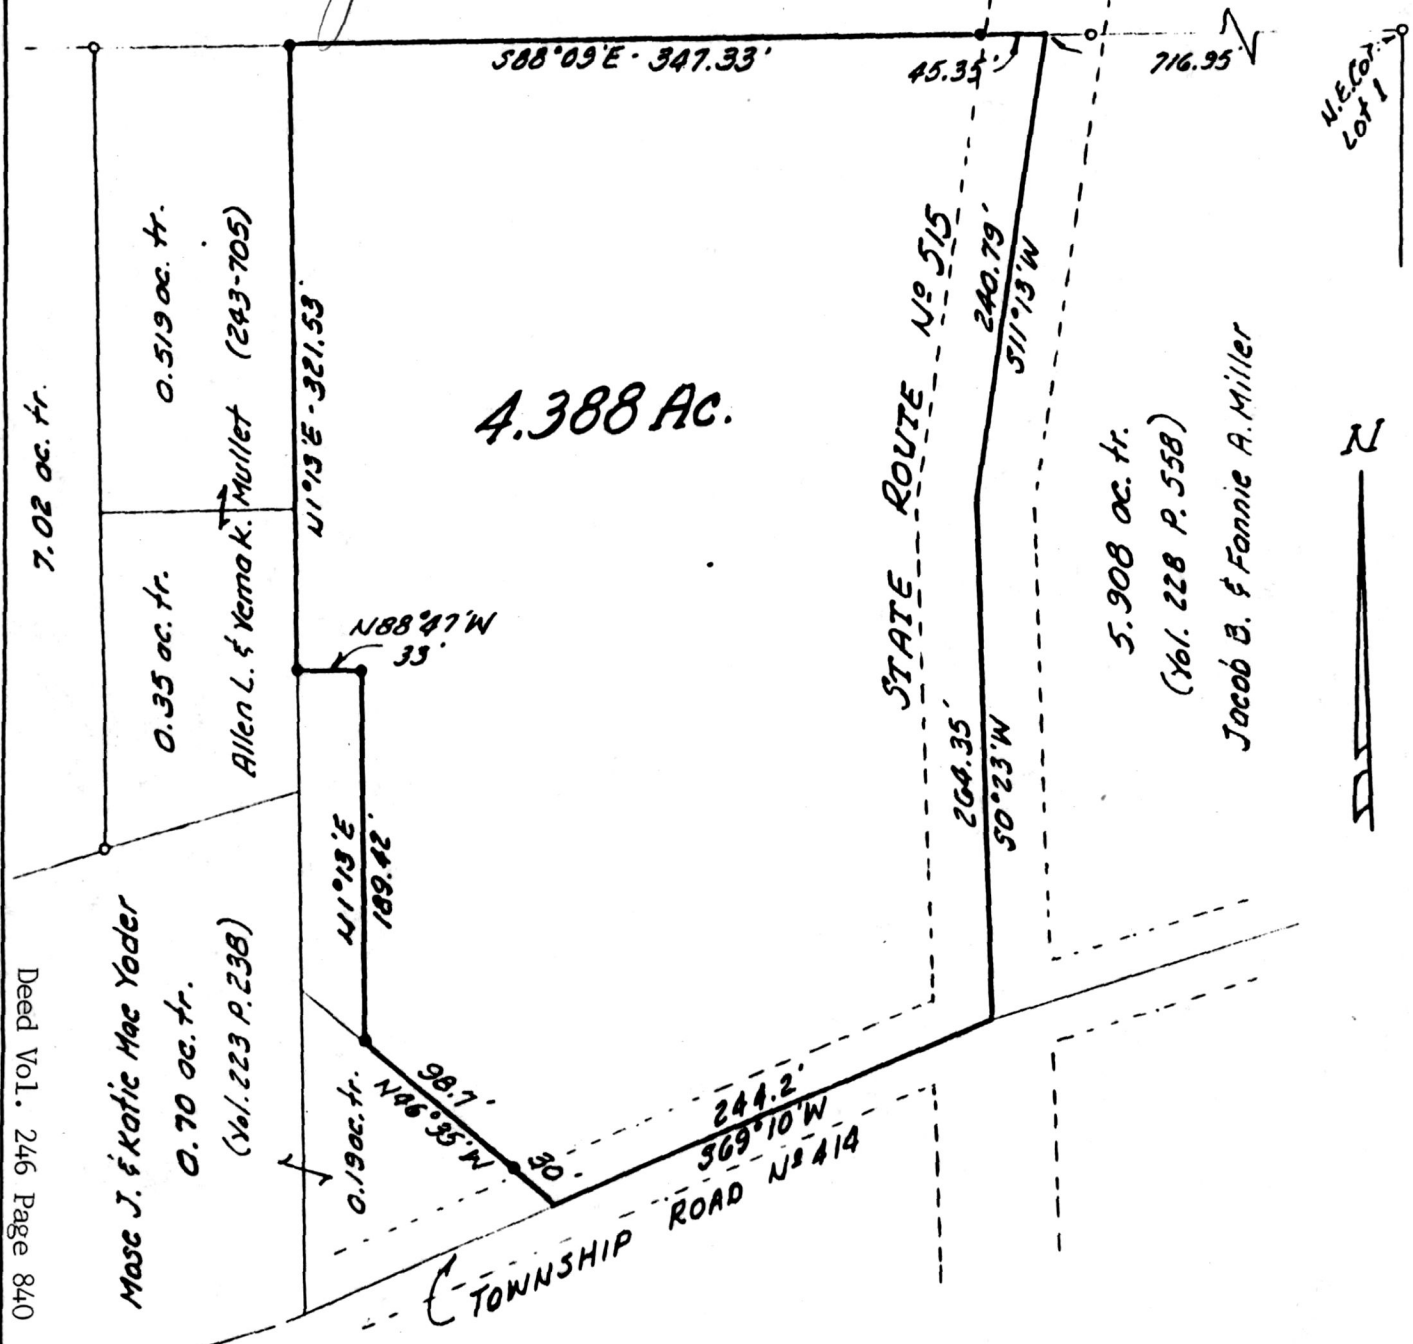 S88°09'E - 347.33'
45.35'
716.95'
N.E.Cor.
Lot 1
7.02 ac. tr.
0.519 ac. tr.
(243-705)
Allen L. & Verna K. Mullet
0.35 ac. tr.
N1°13'E - 321.53'
4.388 Ac.
STATE ROUTE Nº 515
240.79'
S11°13'W
5.908 ac. tr.
(Vol. 228 P. 558)
Jacob B. & Fannie A. Miller
N
N88°47'W
33'
N1°13'E
189.42'
264.35'
S0°23'W
Mose J. & Katie Mae Yoder
0.70 ac. tr.
(Vol. 223 P. 238)
0.19 ac. tr.
98.7'
N46°35'W
30
244.2'
S69°10'W
TOWNSHIP ROAD Nº 414
Deed Vol. 246 Page 840